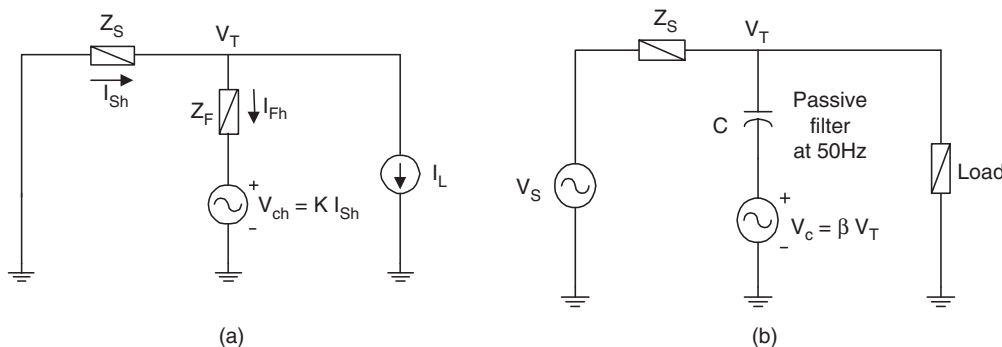 Z_S
V_T
I_Sh
Z_F
I_Fh
+
V_ch = K I_Sh
−
I_L
(a)
Z_S
V_T
C
Passive
filter
at 50Hz
V_S
+
V_c = β V_T
−
Load
(b)